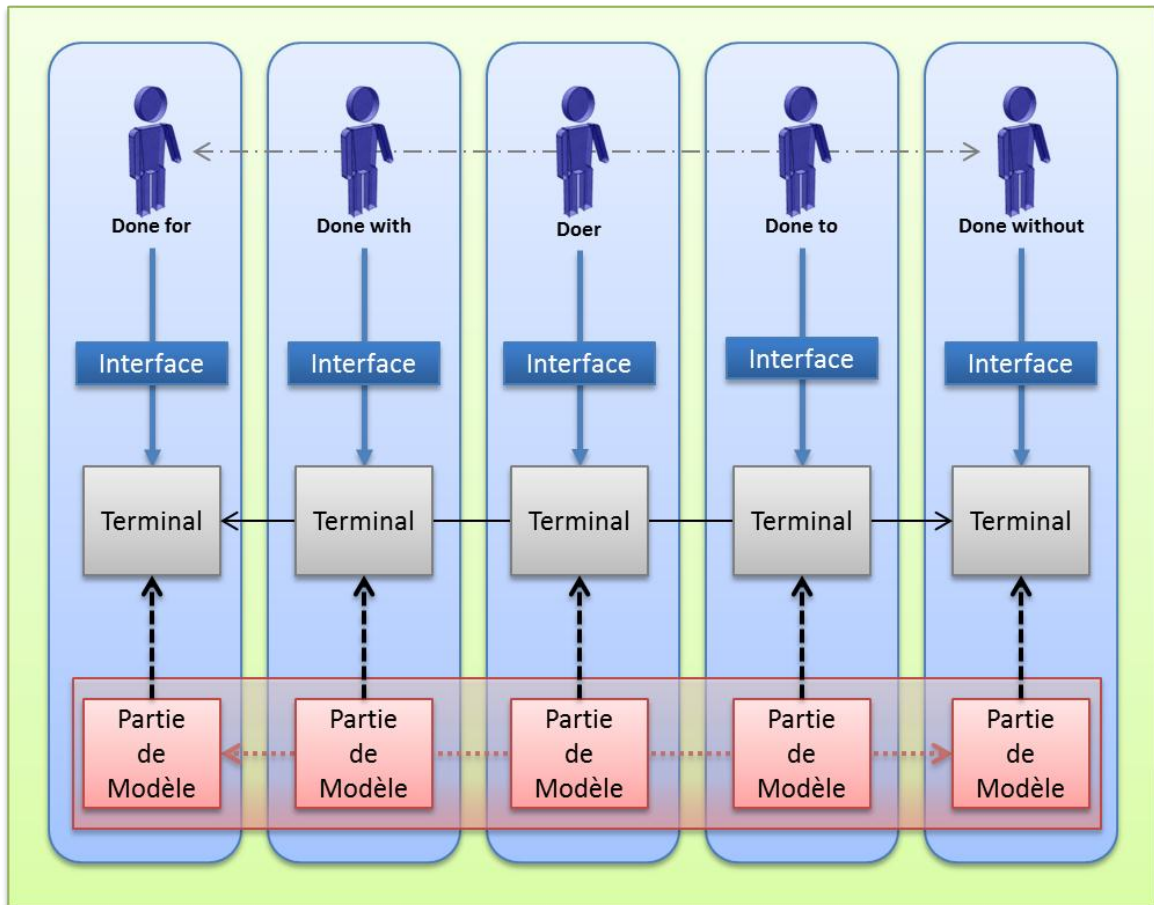 Done for
Done with
Doer
Done to
Done without
Interface
Interface
Interface
Interface
Interface
Terminal
Terminal
Terminal
Terminal
Terminal
Partie
de
Modèle
Partie
de
Modèle
Partie
de
Modèle
Partie
de
Modèle
Partie
de
Modèle